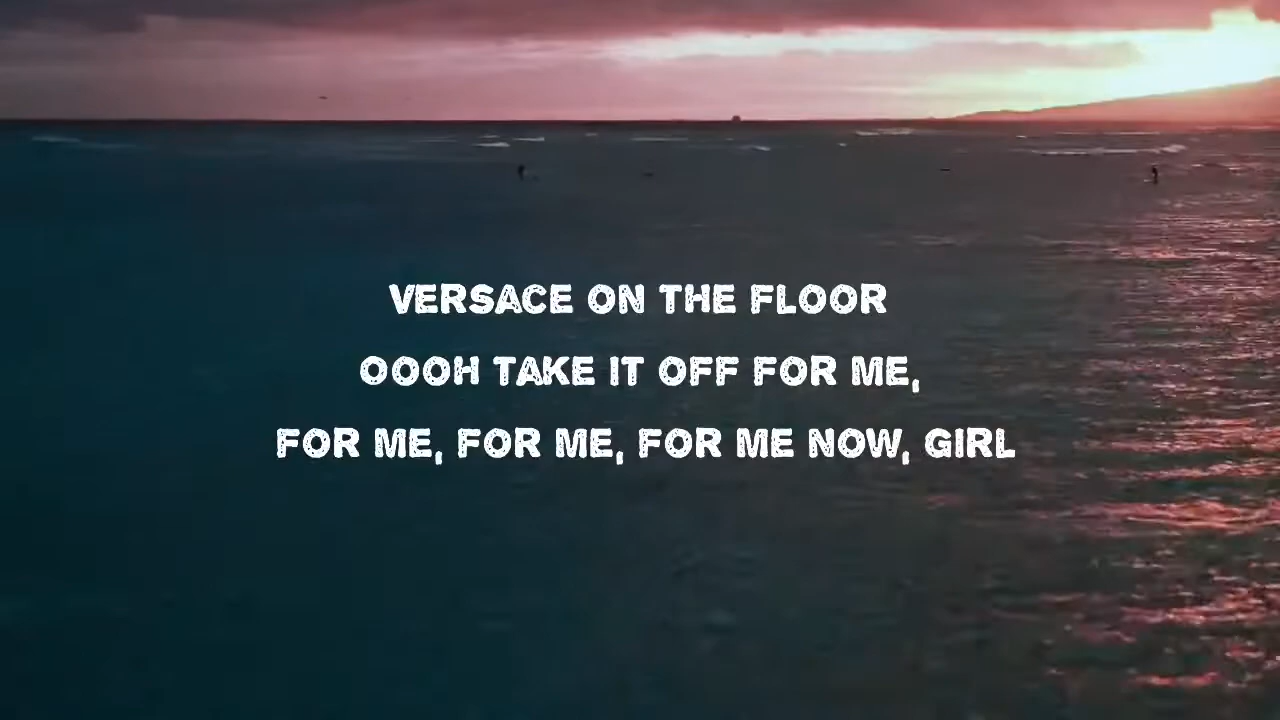 VERSACE ON THE FLOOR
OOOH TAKE IT OFF FOR ME,
FOR ME, FOR ME, FOR ME NOW, GIRL